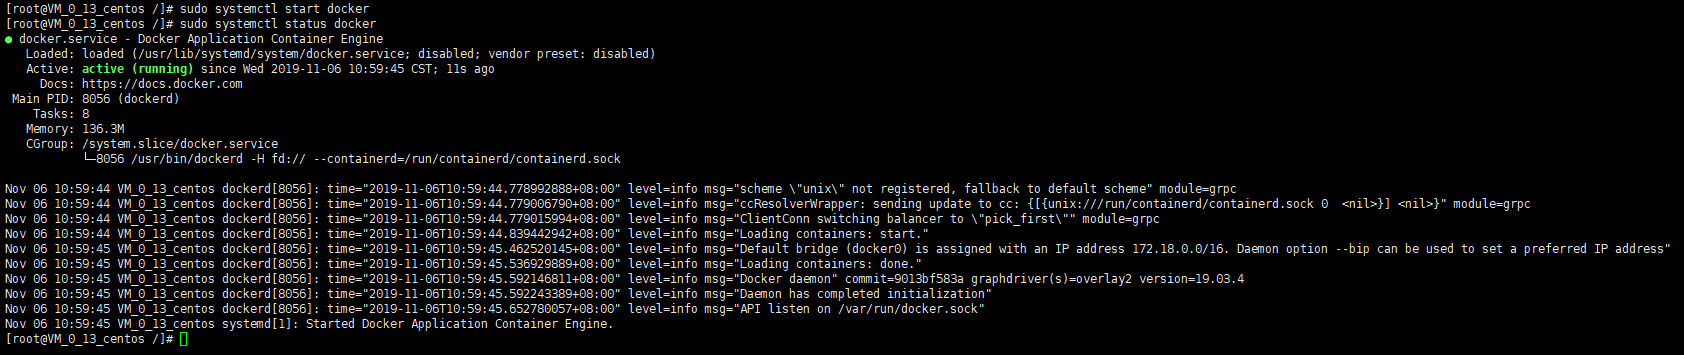 [root@VM_0_13_centos /]# sudo systemctl start docker
[root@VM_0_13_centos /]# sudo systemctl status docker
● docker.service - Docker Application Container Engine
   Loaded: loaded (/usr/lib/systemd/system/docker.service; disabled; vendor preset: disabled)
   Active: active (running) since Wed 2019-11-06 10:59:45 CST; 11s ago
     Docs: https://docs.docker.com
 Main PID: 8056 (dockerd)
    Tasks: 8
   Memory: 136.3M
   CGroup: /system.slice/docker.service
           └─8056 /usr/bin/dockerd -H fd:// --containerd=/run/containerd/containerd.sock
Nov 06 10:59:44 VM_0_13_centos dockerd[8056]: time="2019-11-06T10:59:44.778992888+08:00" level=info msg="scheme \"unix\" not registered, fallback to default scheme" module=grpc
Nov 06 10:59:44 VM_0_13_centos dockerd[8056]: time="2019-11-06T10:59:44.779006790+08:00" level=info msg="ccResolverWrapper: sending update to cc: {[{unix:///run/containerd/containerd.sock 0  <nil>}] <nil>}" module=grpc
Nov 06 10:59:44 VM_0_13_centos dockerd[8056]: time="2019-11-06T10:59:44.779015994+08:00" level=info msg="ClientConn switching balancer to \"pick_first\"" module=grpc
Nov 06 10:59:44 VM_0_13_centos dockerd[8056]: time="2019-11-06T10:59:44.839442942+08:00" level=info msg="Loading containers: start."
Nov 06 10:59:45 VM_0_13_centos dockerd[8056]: time="2019-11-06T10:59:45.462520145+08:00" level=info msg="Default bridge (docker0) is assigned with an IP address 172.18.0.0/16. Daemon option --bip can be used to set a preferred IP address"
Nov 06 10:59:45 VM_0_13_centos dockerd[8056]: time="2019-11-06T10:59:45.536929889+08:00" level=info msg="Loading containers: done."
Nov 06 10:59:45 VM_0_13_centos dockerd[8056]: time="2019-11-06T10:59:45.592146811+08:00" level=info msg="Docker daemon" commit=9013bf583a graphdriver(s)=overlay2 version=19.03.4
Nov 06 10:59:45 VM_0_13_centos dockerd[8056]: time="2019-11-06T10:59:45.592243389+08:00" level=info msg="Daemon has completed initialization"
Nov 06 10:59:45 VM_0_13_centos dockerd[8056]: time="2019-11-06T10:59:45.652780057+08:00" level=info msg="API listen on /var/run/docker.sock"
Nov 06 10:59:45 VM_0_13_centos systemd[1]: Started Docker Application Container Engine.
[root@VM_0_13_centos /]#